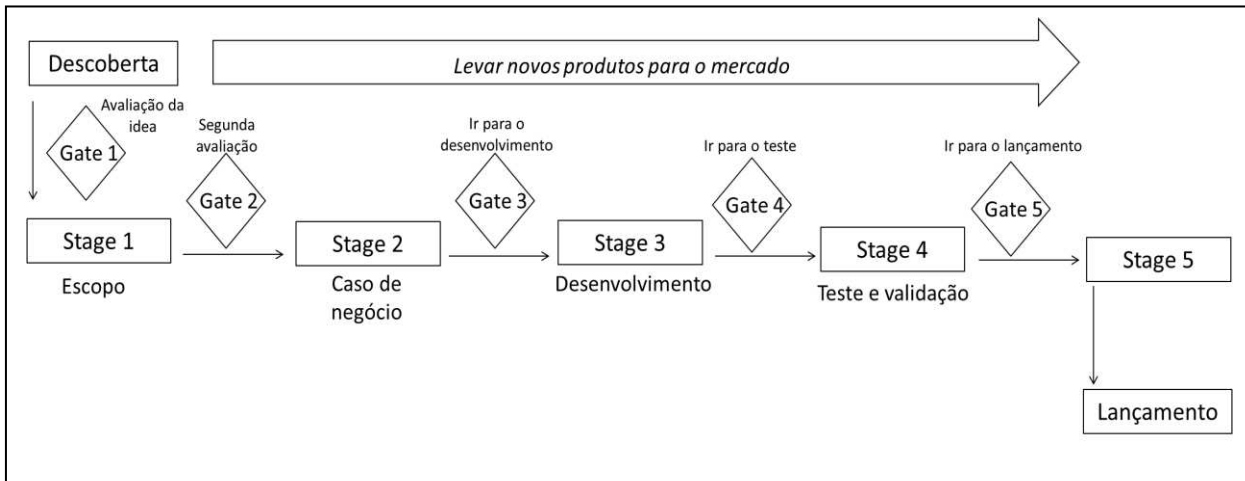 Descoberta
Levar novos produtos para o mercado
Avaliação da
idea
Gate 1
Segunda
avaliação
Gate 2
Ir para o
desenvolvimento
Gate 3
Ir para o teste
Gate 4
Ir para o lançamento
Gate 5
Stage 1
Escopo
Stage 2
Caso de
negócio
Stage 3
Desenvolvimento
Stage 4
Teste e validação
Stage 5
Lançamento